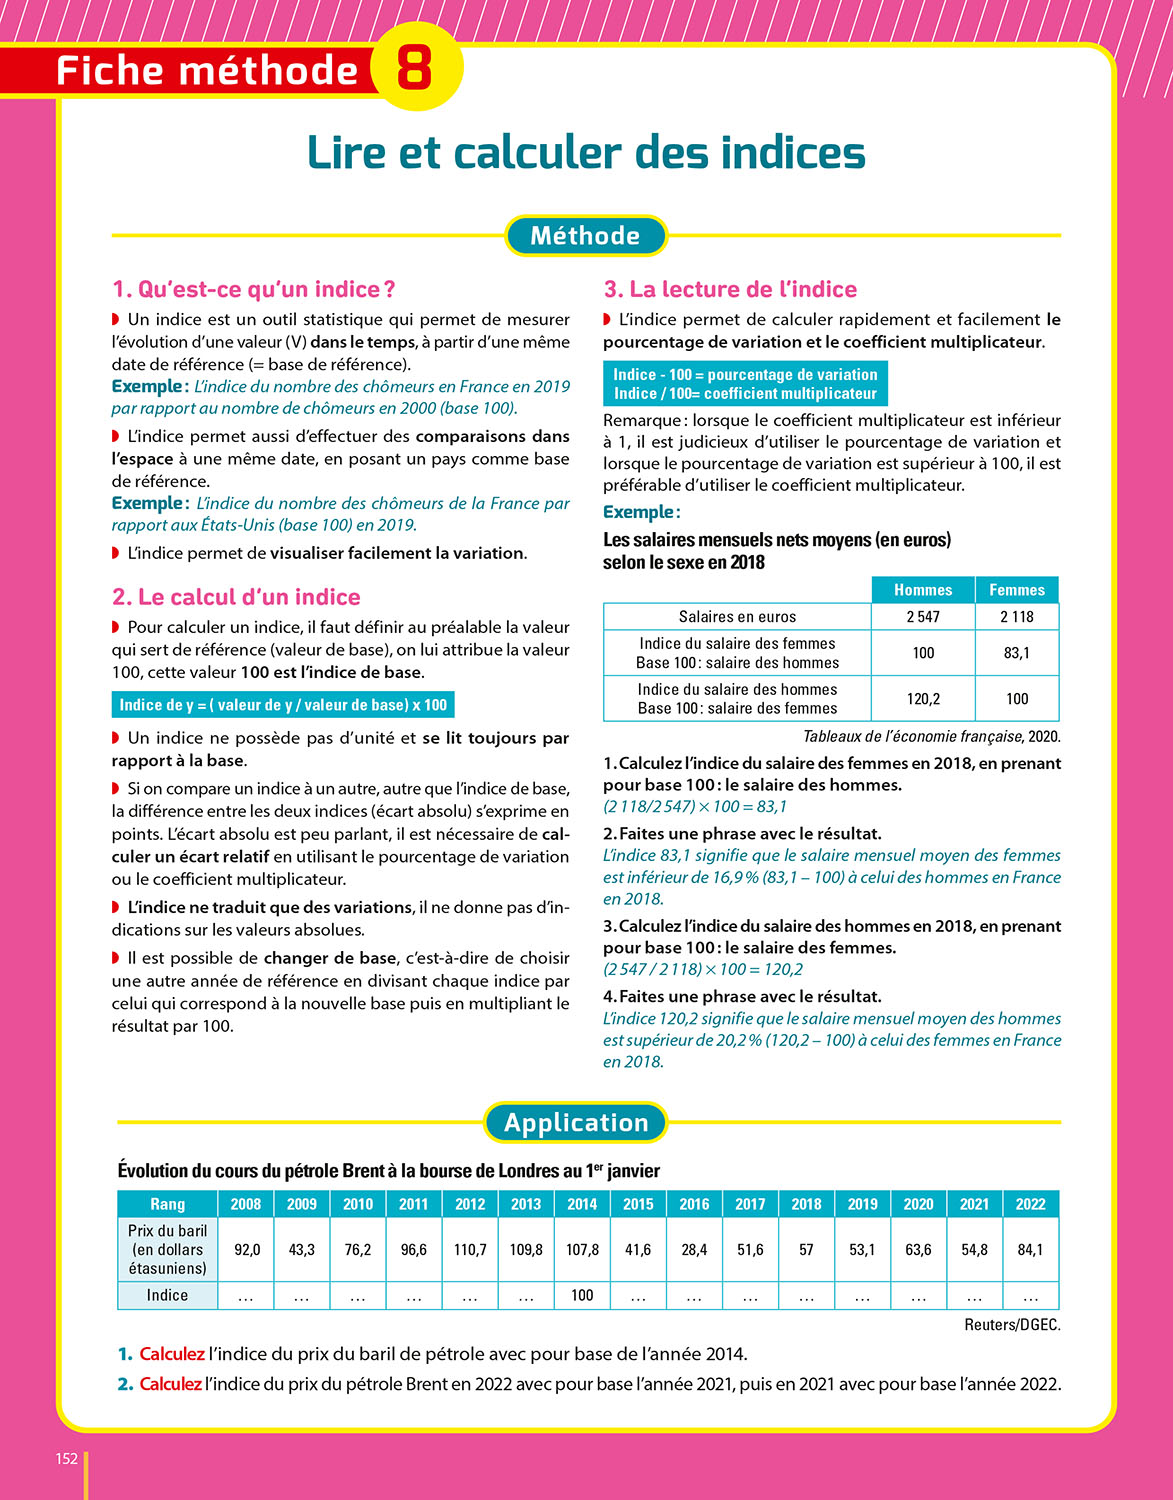 Fiche méthode 8
Lire et calculer des indices
Méthode
1. Qu'est-ce qu'un indice ?
Un indice est un outil statistique qui permet de mesurer
l'évolution d'une valeur (V) dans le temps, à partir d'une même
date de référence (= base de référence).
Exemple : L'indice du nombre des chômeurs en France en 2019
par rapport au nombre de chômeurs en 2000 (base 100).
L'indice permet aussi d'effectuer des comparaisons dans
l'espace à une même date, en posant un pays comme base
de référence.
Exemple : L'indice du nombre des chômeurs de la France par
rapport aux États-Unis (base 100) en 2019.
L'indice permet de visualiser facilement la variation.
2. Le calcul d'un indice
Pour calculer un indice, il faut définir au préalable la valeur
qui sert de référence (valeur de base), on lui attribue la valeur
100, cette valeur 100 est l'indice de base.
Indice de y = ( valeur de y / valeur de base) x 100
Un indice ne possède pas d'unité et se lit toujours par
rapport à la base.
Si on compare un indice à un autre, autre que l'indice de base,
la différence entre les deux indices (écart absolu) s'exprime en
points. L'écart absolu est peu parlant, il est nécessaire de cal-
culer un écart relatif en utilisant le pourcentage de variation
ou le coefficient multiplicateur.
L'indice ne traduit que des variations, il ne donne pas d'in-
dications sur les valeurs absolues.
Il est possible de changer de base, c'est-à-dire de choisir
une autre année de référence en divisant chaque indice par
celui qui correspond à la nouvelle base puis en multipliant le
résultat par 100.
3. La lecture de l'indice
L'indice permet de calculer rapidement et facilement le
pourcentage de variation et le coefficient multiplicateur.
Indice - 100 = pourcentage de variation
Indice / 100= coefficient multiplicateur
Remarque : lorsque le coefficient multiplicateur est inférieur
à 1, il est judicieux d'utiliser le pourcentage de variation et
lorsque le pourcentage de variation est supérieur à 100, il est
préférable d'utiliser le coefficient multiplicateur.
Exemple :
Les salaires mensuels nets moyens (en euros)
selon le sexe en 2018
Hommes Femmes
Salaires en euros 2 547 2 118
Indice du salaire des femmes
Base 100 : salaire des hommes 100 83,1
Indice du salaire des hommes
Base 100 : salaire des femmes 120,2 100
Tableaux de l'économie française, 2020.
1. Calculez l'indice du salaire des femmes en 2018, en prenant
pour base 100 : le salaire des hommes.
(2 118/2 547) × 100 = 83,1
2. Faites une phrase avec le résultat.
L'indice 83,1 signifie que le salaire mensuel moyen des femmes
est inférieur de 16,9 % (83,1 – 100) à celui des hommes en France
en 2018.
3. Calculez l'indice du salaire des hommes en 2018, en prenant
pour base 100 : le salaire des femmes.
(2 547 / 2 118) × 100 = 120,2
4. Faites une phrase avec le résultat.
L'indice 120,2 signifie que le salaire mensuel moyen des hommes
est supérieur de 20,2 % (120,2 – 100) à celui des femmes en France
en 2018.
Application
Évolution du cours du pétrole Brent à la bourse de Londres au 1er janvier
Rang 2008 2009 2010 2011 2012 2013 2014 2015 2016 2017 2018 2019 2020 2021 2022
Prix du baril
(en dollars 92,0 43,3 76,2 96,6 110,7 109,8 107,8 41,6 28,4 51,6 57 53,1 63,6 54,8 84,1
étasuniens)
Indice … … … … … … 100 … … … … … … … …
Reuters/DGEC.
1. Calculez l'indice du prix du baril de pétrole avec pour base de l'année 2014.
2. Calculez l'indice du prix du pétrole Brent en 2022 avec pour base l'année 2021, puis en 2021 avec pour base l'année 2022.
152